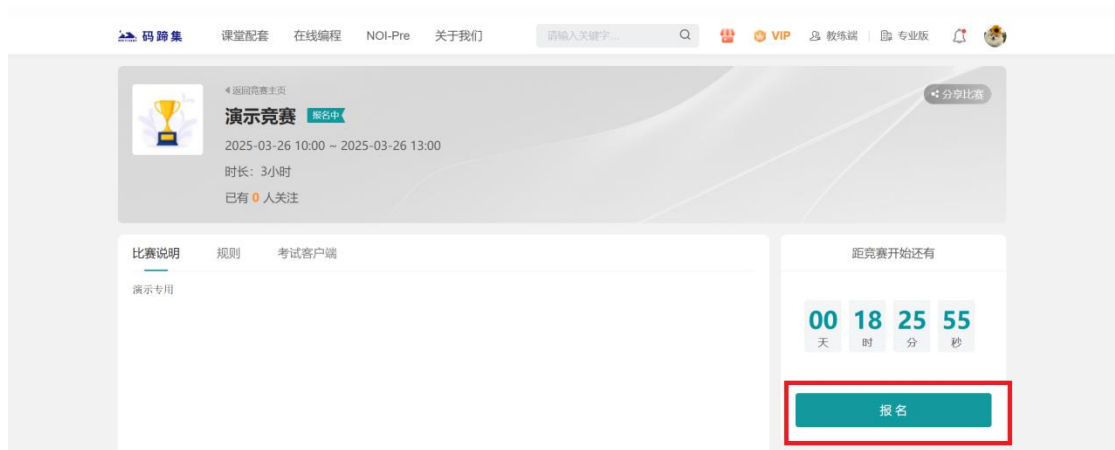 码蹄集 课堂配套 在线编程 NOI-Pre 关于我们 请输入关键字... VIP 教练端 专业版
返回竞赛主页
分享比赛
演示竞赛 报名中
2025-03-26 10:00 ~ 2025-03-26 13:00
时长：3小时
已有 0 人关注
比赛说明 规则 考试客户端
演示专用
距竞赛开始还有
00 18 25 55
天 时 分 秒
报 名